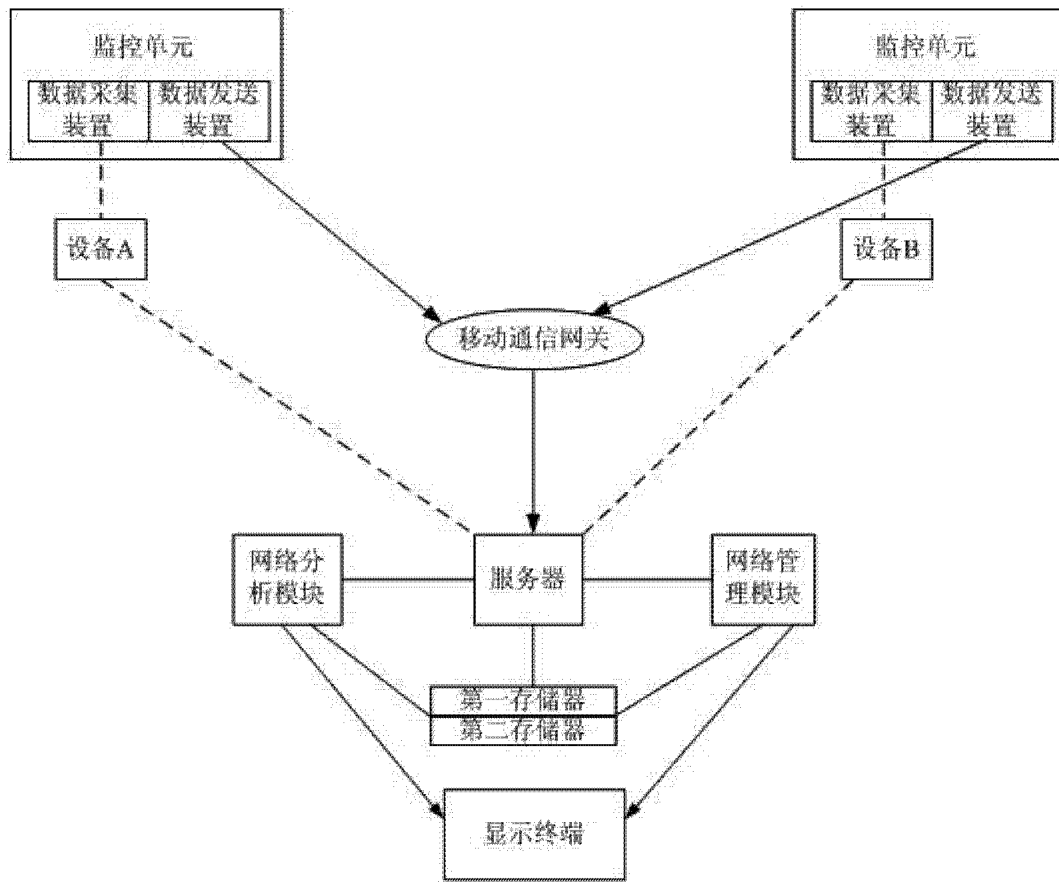 监控单元
数据采集
装置
数据发送
装置
监控单元
数据采集
装置
数据发送
装置
设备A
设备B
移动通信网关
网络分
析模块
服务器
网络管
理模块
第一存储器
第二存储器
显示终端